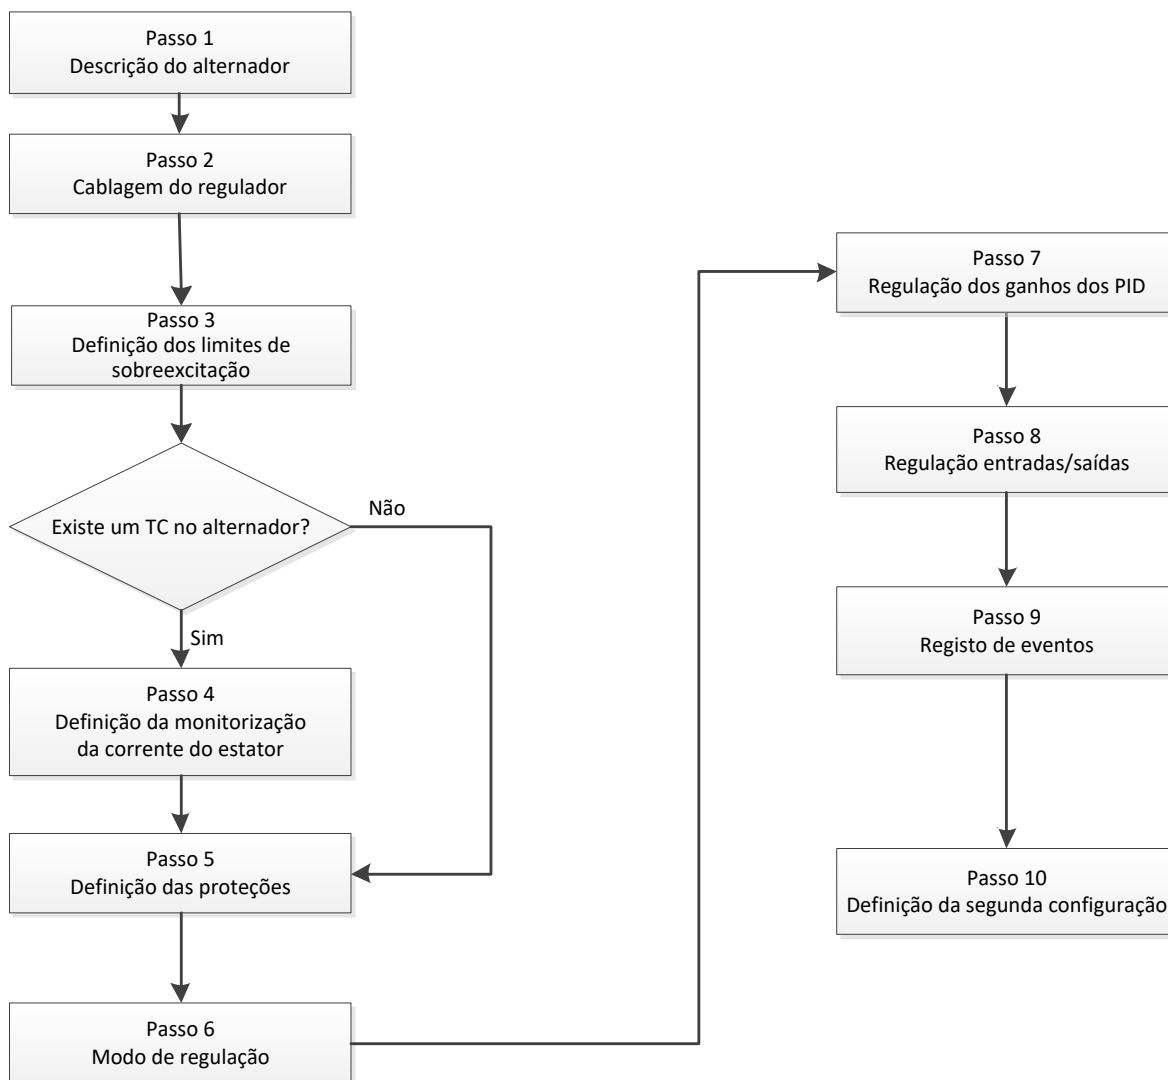 Passo 1
Descrição do alternador
Passo 2
Cablagem do regulador
Passo 3
Definição dos limites de
sobreexcitação
Existe um TC no alternador?
Não
Sim
Passo 4
Definição da monitorização
da corrente do estator
Passo 5
Definição das proteções
Passo 6
Modo de regulação
Passo 7
Regulação dos ganhos dos PID
Passo 8
Regulação entradas/saídas
Passo 9
Registo de eventos
Passo 10
Definição da segunda configuração